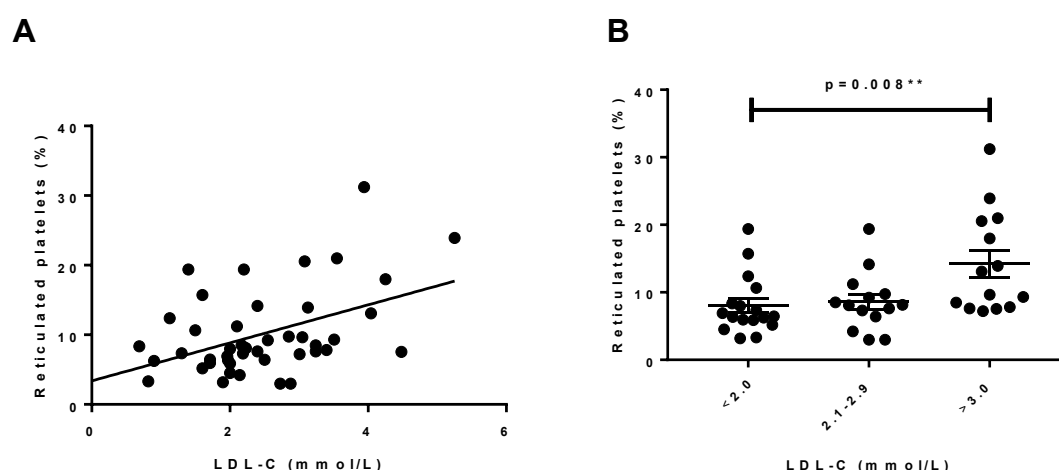 A
B
p=0.008**
Reticulated platelets (%)
40
30
20
10
0
0
2
4
6
LDL-C (mmol/L)
Reticulated platelets (%)
40
30
20
10
0
<2.0
2.1-2.9
>3.0
LDL-C (mmol/L)